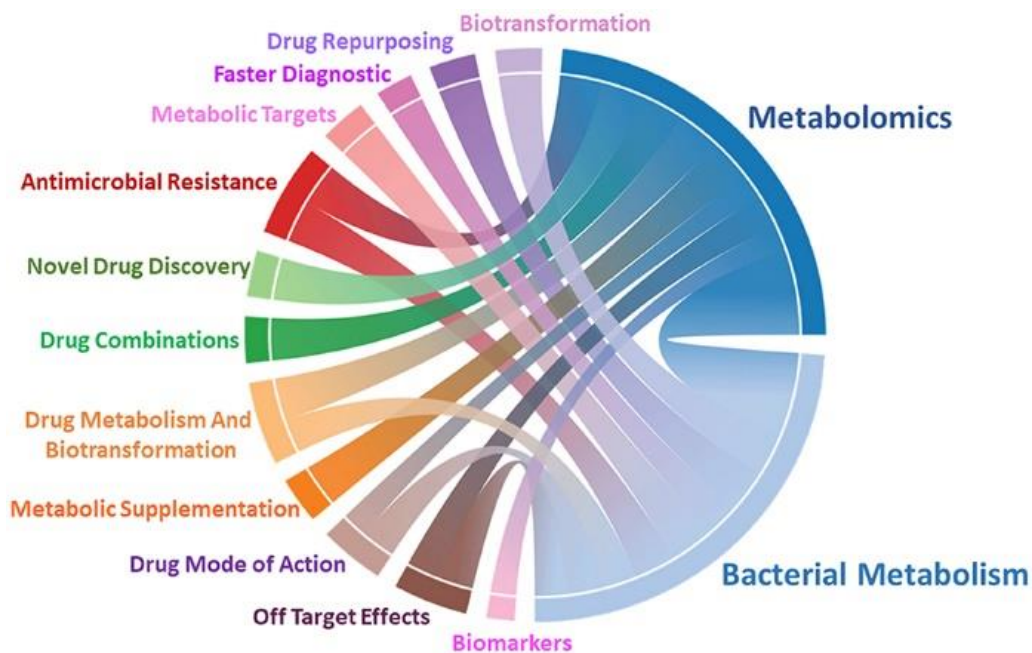 Biotransformation
Drug Repurposing
Faster Diagnostic
Metabolic Targets
Metabolomics
Antimicrobial Resistance
Novel Drug Discovery
Drug Combinations
Drug Metabolism And
Biotransformation
Metabolic Supplementation
Drug Mode of Action
Bacterial Metabolism
Off Target Effects
Biomarkers